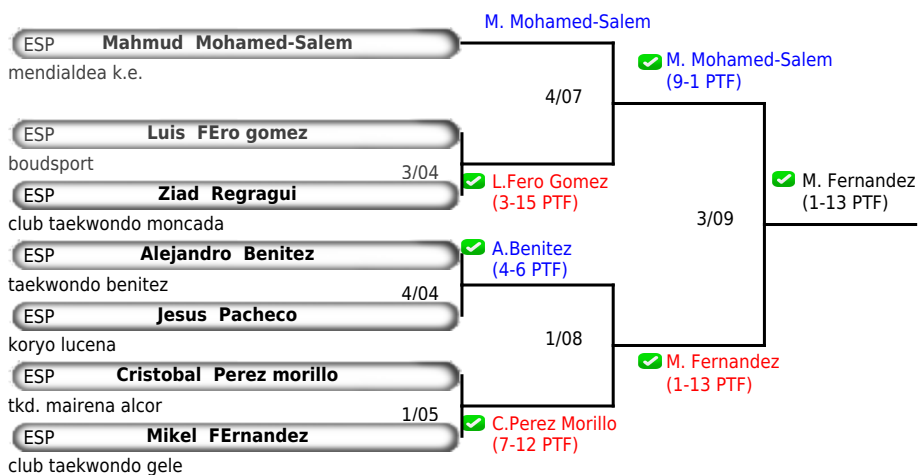 M. Mohamed-Salem
ESP Mahmud Mohamed-Salem
mendialdea k.e.
M. Mohamed-Salem
(9-1 PTF)
4/07
ESP Luis FEro gomez
boudsport
3/04
ESP Ziad Regragui
club taekwondo moncada
L.Fero Gomez
(3-15 PTF)
M. Fernandez
(1-13 PTF)
3/09
ESP Alejandro Benitez
taekwondo benitez
A.Benitez
(4-6 PTF)
4/04
ESP Jesus Pacheco
koryo lucena
1/08
ESP Cristobal Perez morillo
tkd. mairena alcor
M. Fernandez
(1-13 PTF)
1/05
ESP Mikel FErnandez
club taekwondo gele
C.Perez Morillo
(7-12 PTF)